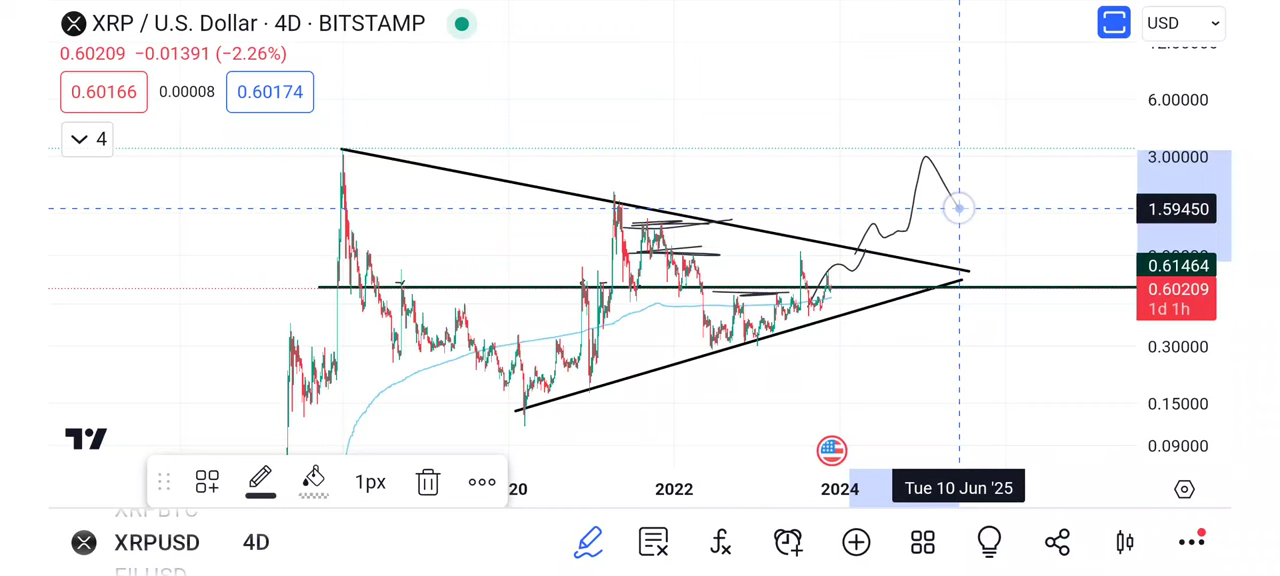 XRP / U.S. Dollar · 4D · BITSTAMP
USD
0.60209 −0.01391 (−2.26%)
0.60166 0.00008 0.60174
4
6.00000
3.00000
1.59450
0.61464
0.60209
1d 1h
0.30000
0.15000
0.09000
1px
20 2022 2024 Tue 10 Jun '25
XRPBTC
XRPUSD 4D
FILUSD